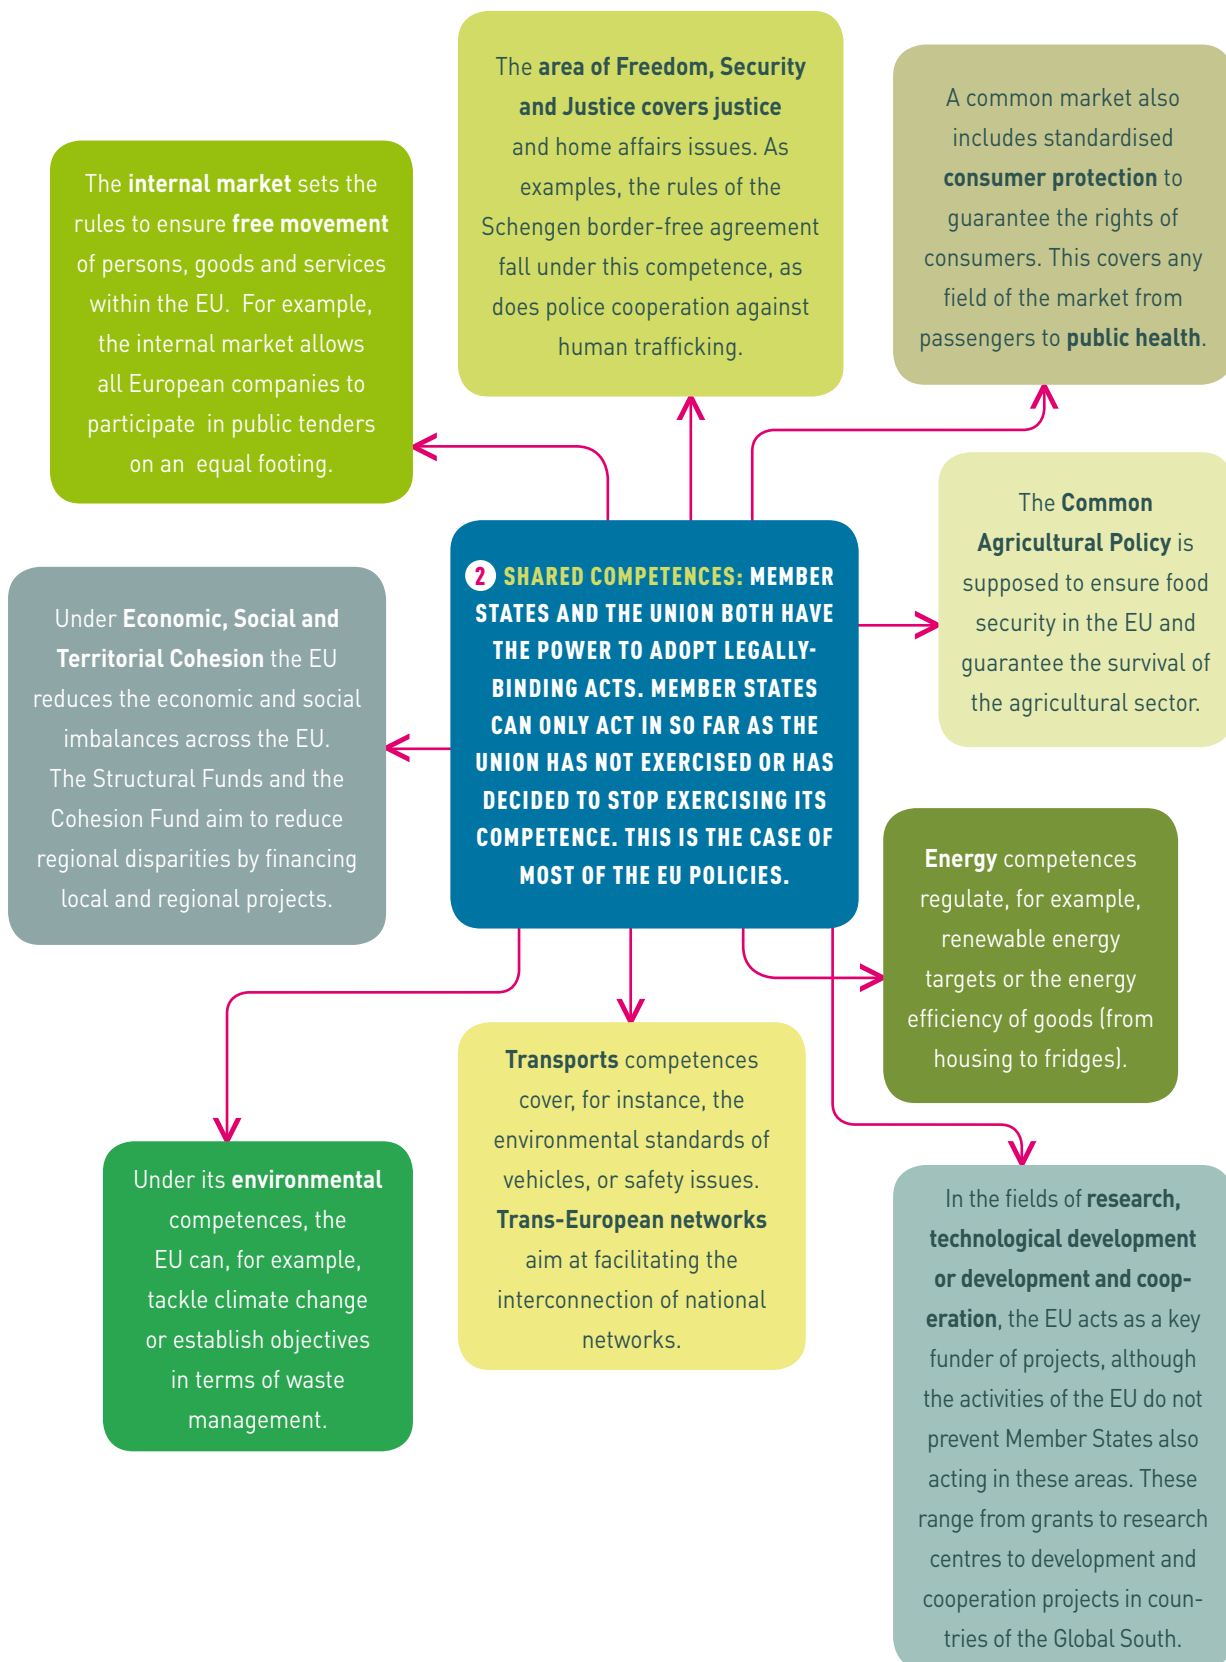 The area of Freedom, Security
and Justice covers justice
and home affairs issues. As
examples, the rules of the
Schengen border-free agreement
fall under this competence, as
does police cooperation against
human trafficking.
A common market also
includes standardised
consumer protection to
guarantee the rights of
consumers. This covers any
field of the market from
passengers to public health.
The internal market sets the
rules to ensure free movement
of persons, goods and services
within the EU. For example,
the internal market allows
all European companies to
participate in public tenders
on an equal footing.
The Common
Agricultural Policy is
supposed to ensure food
security in the EU and
guarantee the survival of
the agricultural sector.
2 SHARED COMPETENCES: MEMBER
STATES AND THE UNION BOTH HAVE
THE POWER TO ADOPT LEGALLY-
BINDING ACTS. MEMBER STATES
CAN ONLY ACT IN SO FAR AS THE
UNION HAS NOT EXERCISED OR HAS
DECIDED TO STOP EXERCISING ITS
COMPETENCE. THIS IS THE CASE OF
MOST OF THE EU POLICIES.
Under Economic, Social and
Territorial Cohesion the EU
reduces the economic and social
imbalances across the EU.
The Structural Funds and the
Cohesion Fund aim to reduce
regional disparities by financing
local and regional projects.
Energy competences
regulate, for example,
renewable energy
targets or the energy
efficiency of goods (from
housing to fridges).
Transports competences
cover, for instance, the
environmental standards of
vehicles, or safety issues.
Trans-European networks
aim at facilitating the
interconnection of national
networks.
Under its environmental
competences, the
EU can, for example,
tackle climate change
or establish objectives
in terms of waste
management.
In the fields of research,
technological development
or development and coop-
eration, the EU acts as a key
funder of projects, although
the activities of the EU do not
prevent Member States also
acting in these areas. These
range from grants to research
centres to development and
cooperation projects in coun-
tries of the Global South.